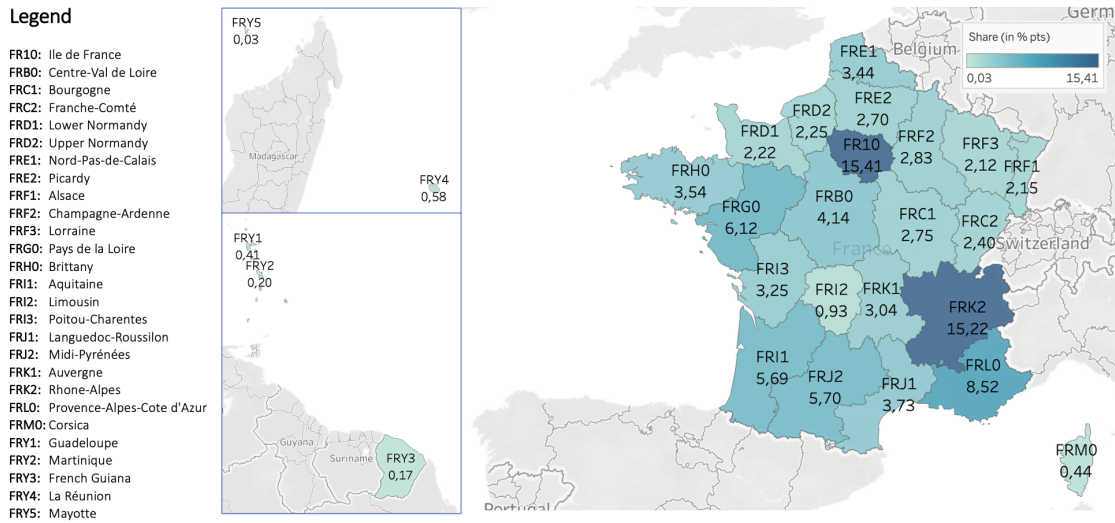 Legend
FR10: Ile de France
FRB0: Centre-Val de Loire
FRC1: Bourgogne
FRC2: Franche-Comté
FRD1: Lower Normandy
FRD2: Upper Normandy
FRE1: Nord-Pas-de-Calais
FRE2: Picardy
FRF1: Alsace
FRF2: Champagne-Ardenne
FRF3: Lorraine
FRG0: Pays de la Loire
FRH0: Brittany
FRI1: Aquitaine
FRI2: Limousin
FRI3: Poitou-Charentes
FRJ1: Languedoc-Roussilon
FRJ2: Midi-Pyrénées
FRK1: Auvergne
FRK2: Rhone-Alpes
FRL0: Provence-Alpes-Cote d'Azur
FRM0: Corsica
FRY1: Guadeloupe
FRY2: Martinique
FRY3: French Guiana
FRY4: La Réunion
FRY5: Mayotte
FRY5
0,03
Madagascar
FRY4
0,58
FRY1
0,41
FRY2
0,20
Guyana
Suriname
FRY3
0,17
Germ
Belgium
Share (in % pts)
0,03 15,41
FRE1
3,44
FRE2
2,70
FRD2
2,25
FRD1
2,22
FR10
15,41
FRF2
2,83
FRF3
2,12
FRF1
2,15
FRH0
3,54
FRG0
6,12
FRB0
4,14
FRC1
2,75
FRC2
2,40
Switzerland
France
FRI3
3,25
FRI2
0,93
FRK1
3,04
FRK2
15,22
FRI1
5,69
FRJ2
5,70
FRJ1
3,73
FRL0
8,52
FRM0
0,44
Portugal